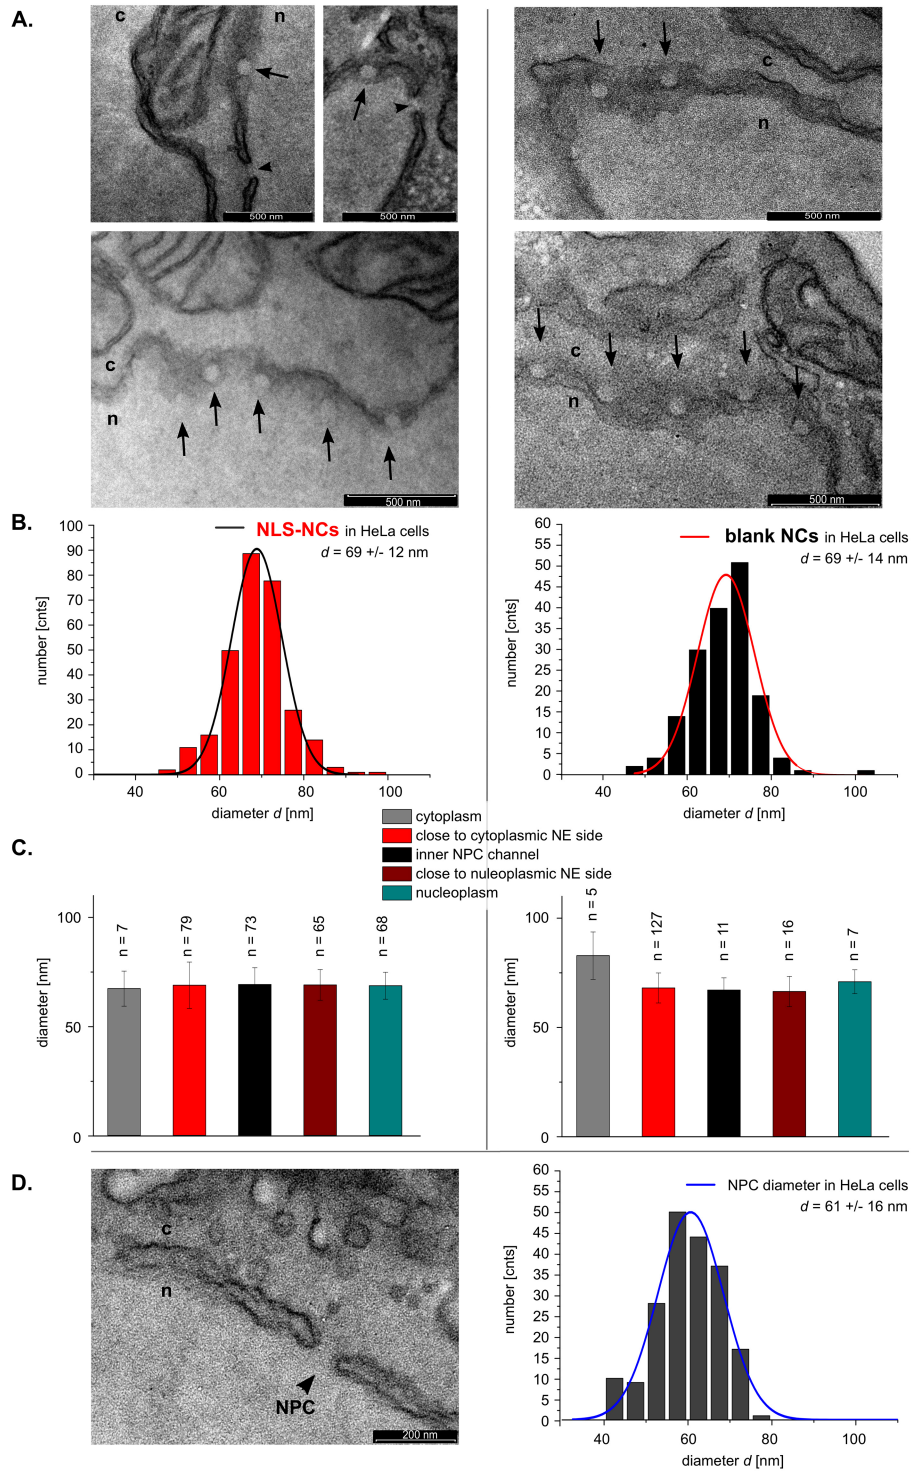 A.
c
n
500 nm
500 nm
c
n
500 nm
c
n
500 nm
c
n
500 nm
B.
NLS-NCs in HeLa cells
d = 69 +/- 12 nm
number [cnts]
100
90
80
70
60
50
40
30
20
10
0
40 60 80 100
diameter d [nm]
blank NCs in HeLa cells
d = 69 +/- 14 nm
number [cnts]
60
55
50
45
40
35
30
25
20
15
10
5
0
40 60 80 100
diameter d [nm]
cytoplasm
close to cytoplasmic NE side
inner NPC channel
close to nuleoplasmic NE side
nucleoplasm
C.
diameter [nm]
100
50
0
n = 7
n = 79
n = 73
n = 65
n = 68
diameter [nm]
100
50
0
n = 5
n = 127
n = 11
n = 16
n = 7
D.
c
n
NPC
200 nm
NPC diameter in HeLa cells
d = 61 +/- 16 nm
number [cnts]
60
55
50
45
40
35
30
25
20
15
10
5
0
40 60 80 100
diameter d [nm]